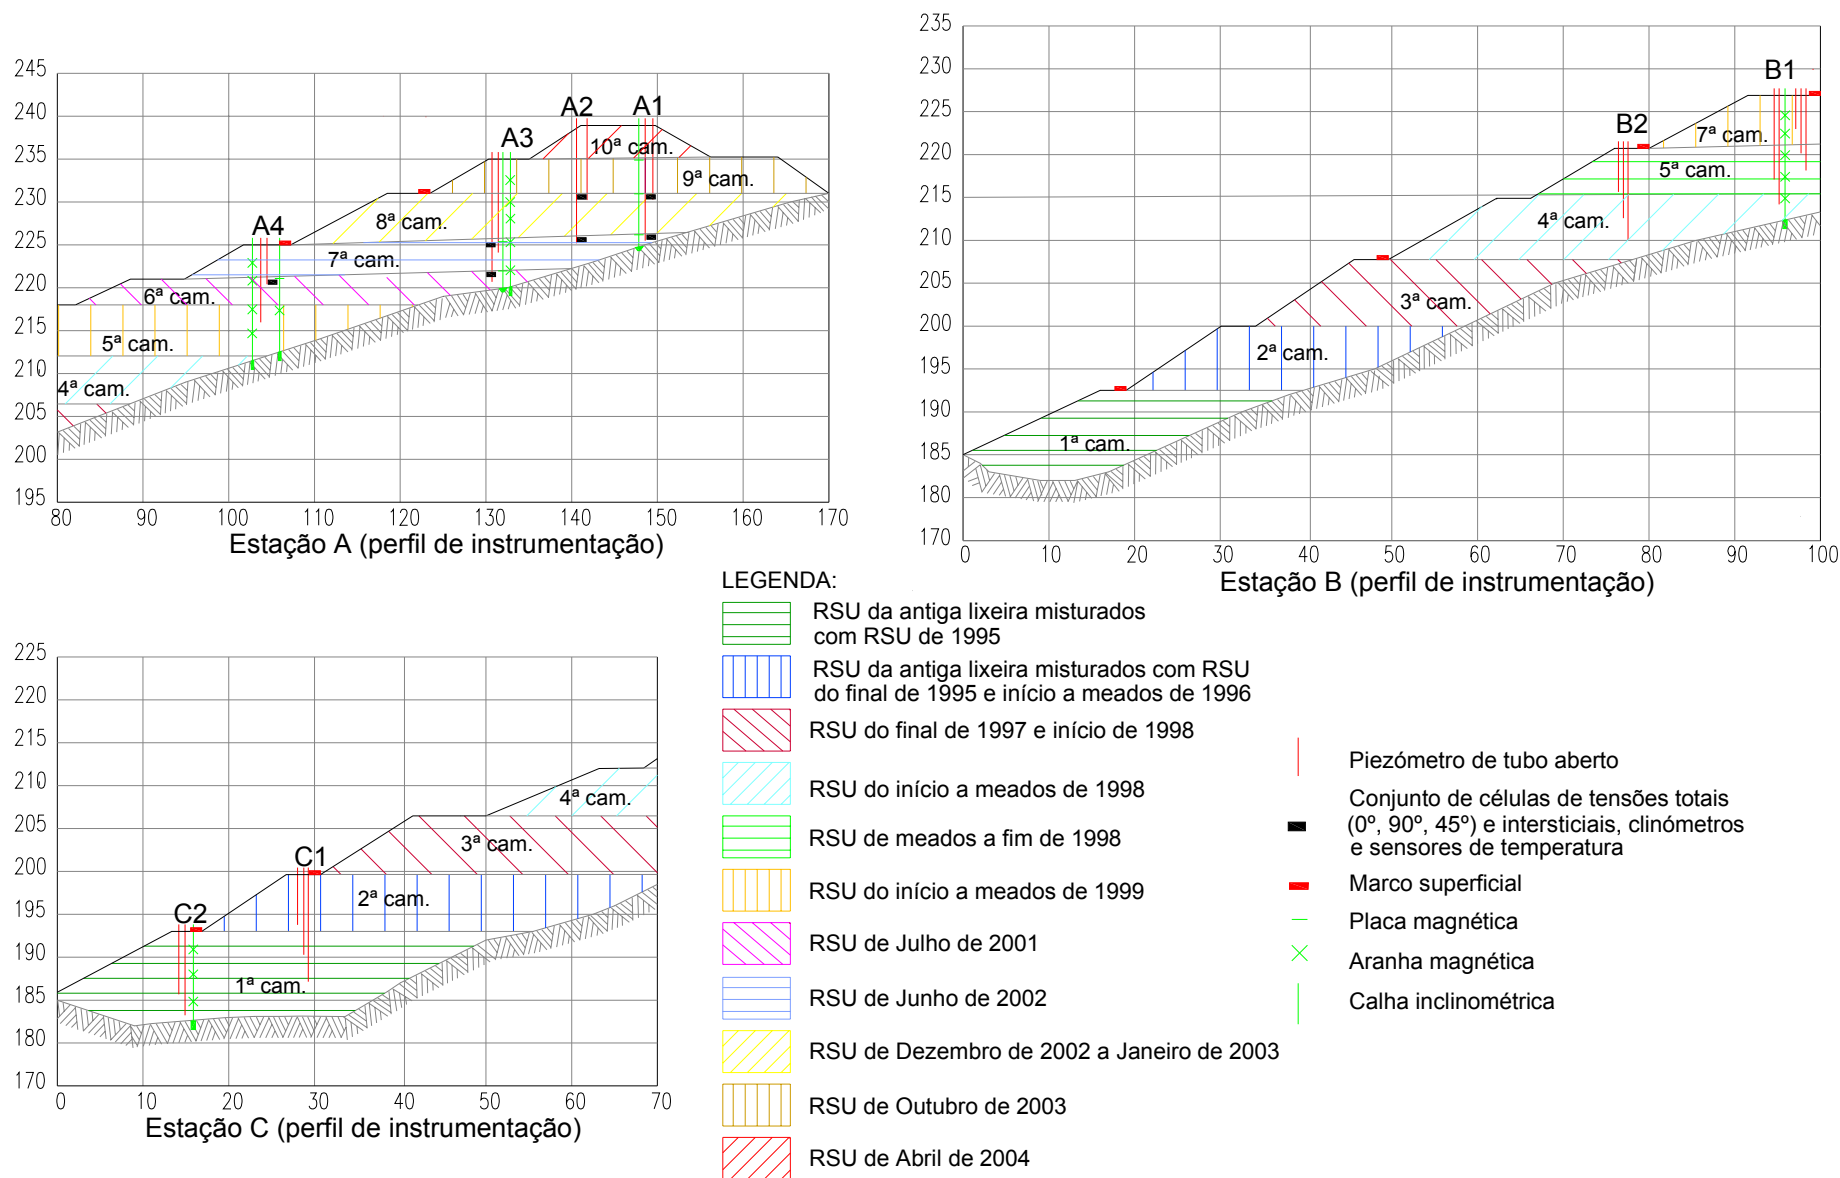 245
240
235
230
225
220
215
210
205
200
195
A1
A2
A3
A4
10ª cam.
9ª cam.
8ª cam.
7ª cam.
6ª cam.
5ª cam.
4ª cam.
80 90 100 110 120 130 140 150 160 170
Estação A (perfil de instrumentação)
235
230
225
220
215
210
205
200
195
190
185
180
170
B1
B2
7ª cam.
5ª cam.
4ª cam.
3ª cam.
2ª cam.
1ª cam.
0 10 20 30 40 50 60 70 80 90 100
Estação B (perfil de instrumentação)
225
220
215
210
205
200
195
190
185
180
170
C1
C2
4ª cam.
3ª cam.
2ª cam.
1ª cam.
0 10 20 30 40 50 60 70
Estação C (perfil de instrumentação)
LEGENDA:
RSU da antiga lixeira misturados
com RSU de 1995
RSU da antiga lixeira misturados com RSU
do final de 1995 e início a meados de 1996
RSU do final de 1997 e início de 1998
RSU do início a meados de 1998
RSU de meados a fim de 1998
RSU do início a meados de 1999
RSU de Julho de 2001
RSU de Junho de 2002
RSU de Dezembro de 2002 a Janeiro de 2003
RSU de Outubro de 2003
RSU de Abril de 2004
Piezómetro de tubo aberto
Conjunto de células de tensões totais
(0º, 90º, 45º) e intersticiais, clinómetros
e sensores de temperatura
Marco superficial
Placa magnética
Aranha magnética
Calha inclinométrica